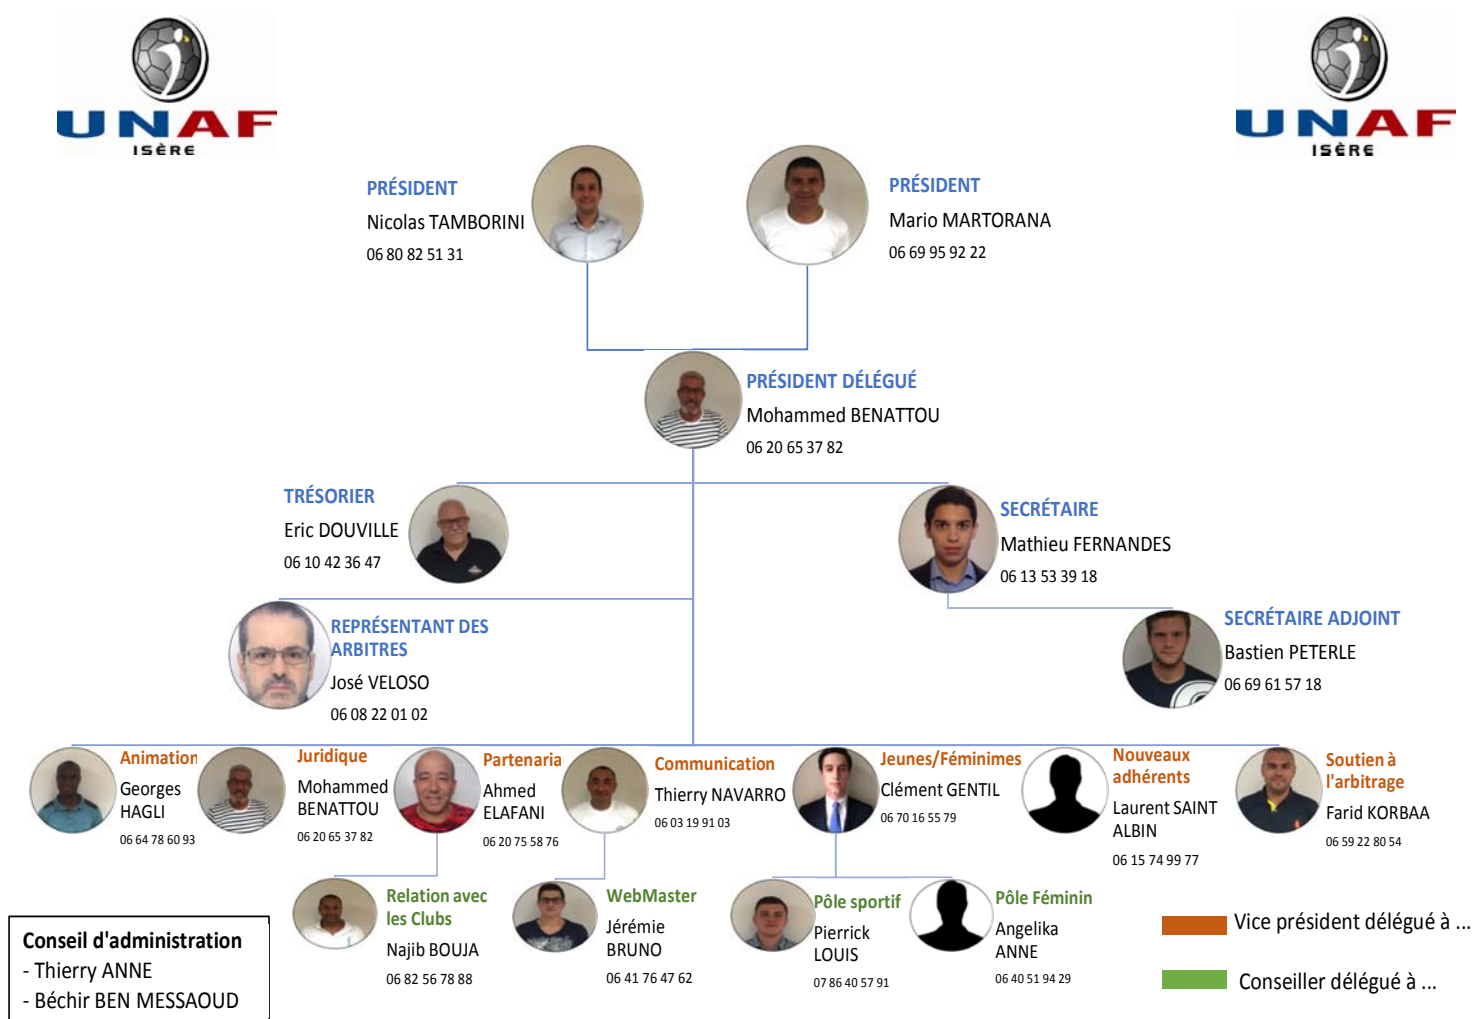 UNAF
ISÈRE
UNAF
ISÈRE
PRÉSIDENT
Nicolas TAMBORINI
06 80 82 51 31
PRÉSIDENT
Mario MARTORANA
06 69 95 92 22
PRÉSIDENT DÉLÉGUÉ
Mohammed BENATTOU
06 20 65 37 82
TRÉSORIER
Eric DOUVILLE
06 10 42 36 47
SECRÉTAIRE
Mathieu FERNANDES
06 13 53 39 18
REPRÉSENTANT DES
ARBITRES
José VELOSO
06 08 22 01 02
SECRÉTAIRE ADJOINT
Bastien PETERLE
06 69 61 57 18
Animation
Georges
HAGLI
06 64 78 60 93
Juridique
Mohammed
BENATTOU
06 20 65 37 82
Partenaria
Ahmed
ELAFANI
06 20 75 58 76
Communication
Thierry NAVARRO
06 03 19 91 03
Jeunes/Féminimes
Clément GENTIL
06 70 16 55 79
Nouveaux
adhérents
Laurent SAINT
ALBIN
06 15 74 99 77
Soutien à
l'arbitrage
Farid KORBAA
06 59 22 80 54
Relation avec
les Clubs
Najib BOUJA
06 82 56 78 88
WebMaster
Jérémie
BRUNO
06 41 76 47 62
Pôle sportif
Pierrick
LOUIS
07 86 40 57 91
Pôle Féminin
Angelika
ANNE
06 40 51 94 29
Conseil d'administration
- Thierry ANNE
- Béchir BEN MESSAOUD
Vice président délégué à ...
Conseiller délégué à ...